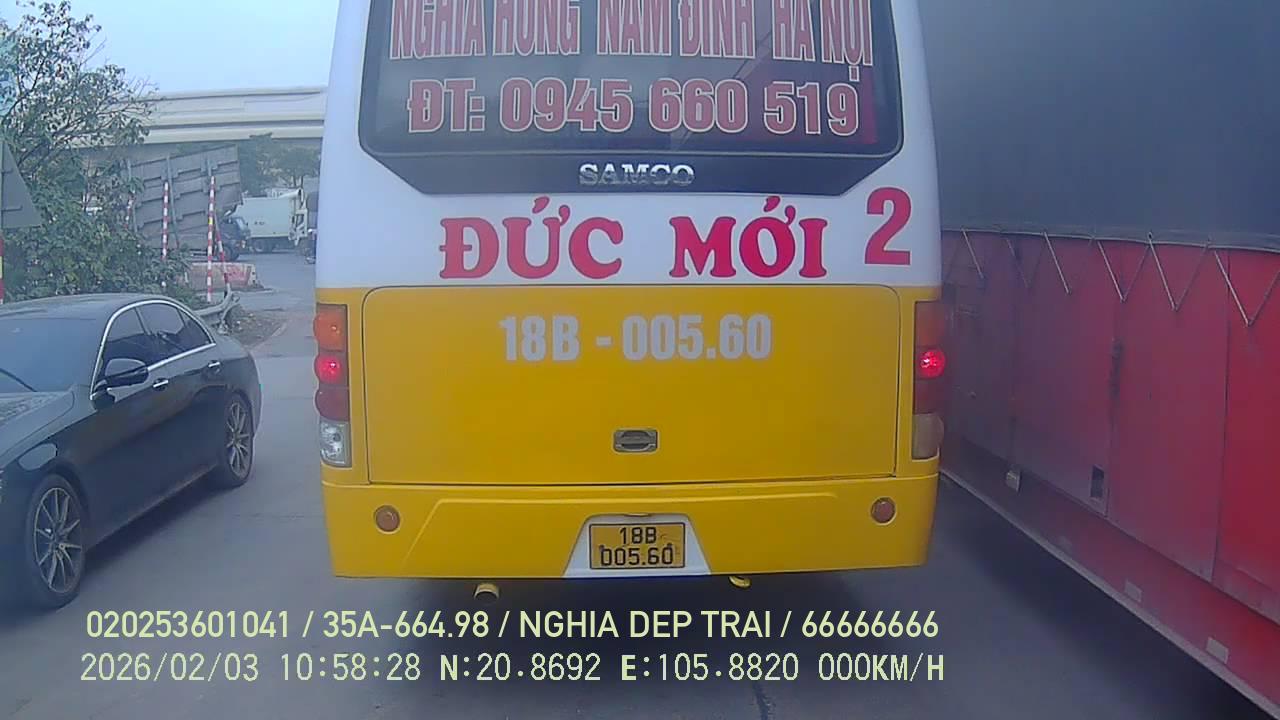 NGHĨA HƯNG NAM ĐỊNH HÀ NỘI
ĐT: 0945 660 519
SAMCO
ĐỨC MỚI 2
18B - 005.60
18B
005.60
020253601041 / 35A-664.98 / NGHIA DEP TRAI / 66666666
2026/02/03 10:58:28 N:20.8692 E:105.8820 000KM/H